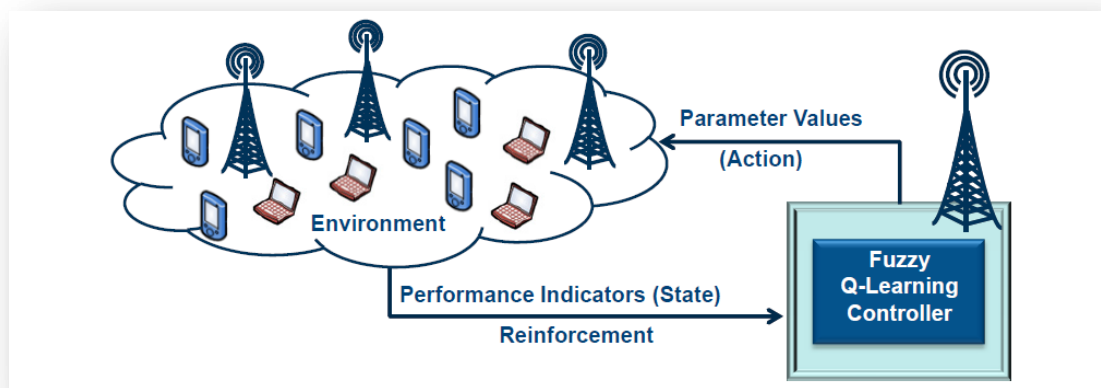 Parameter Values
(Action)
Environment
Fuzzy
Q-Learning
Controller
Performance Indicators (State)
Reinforcement